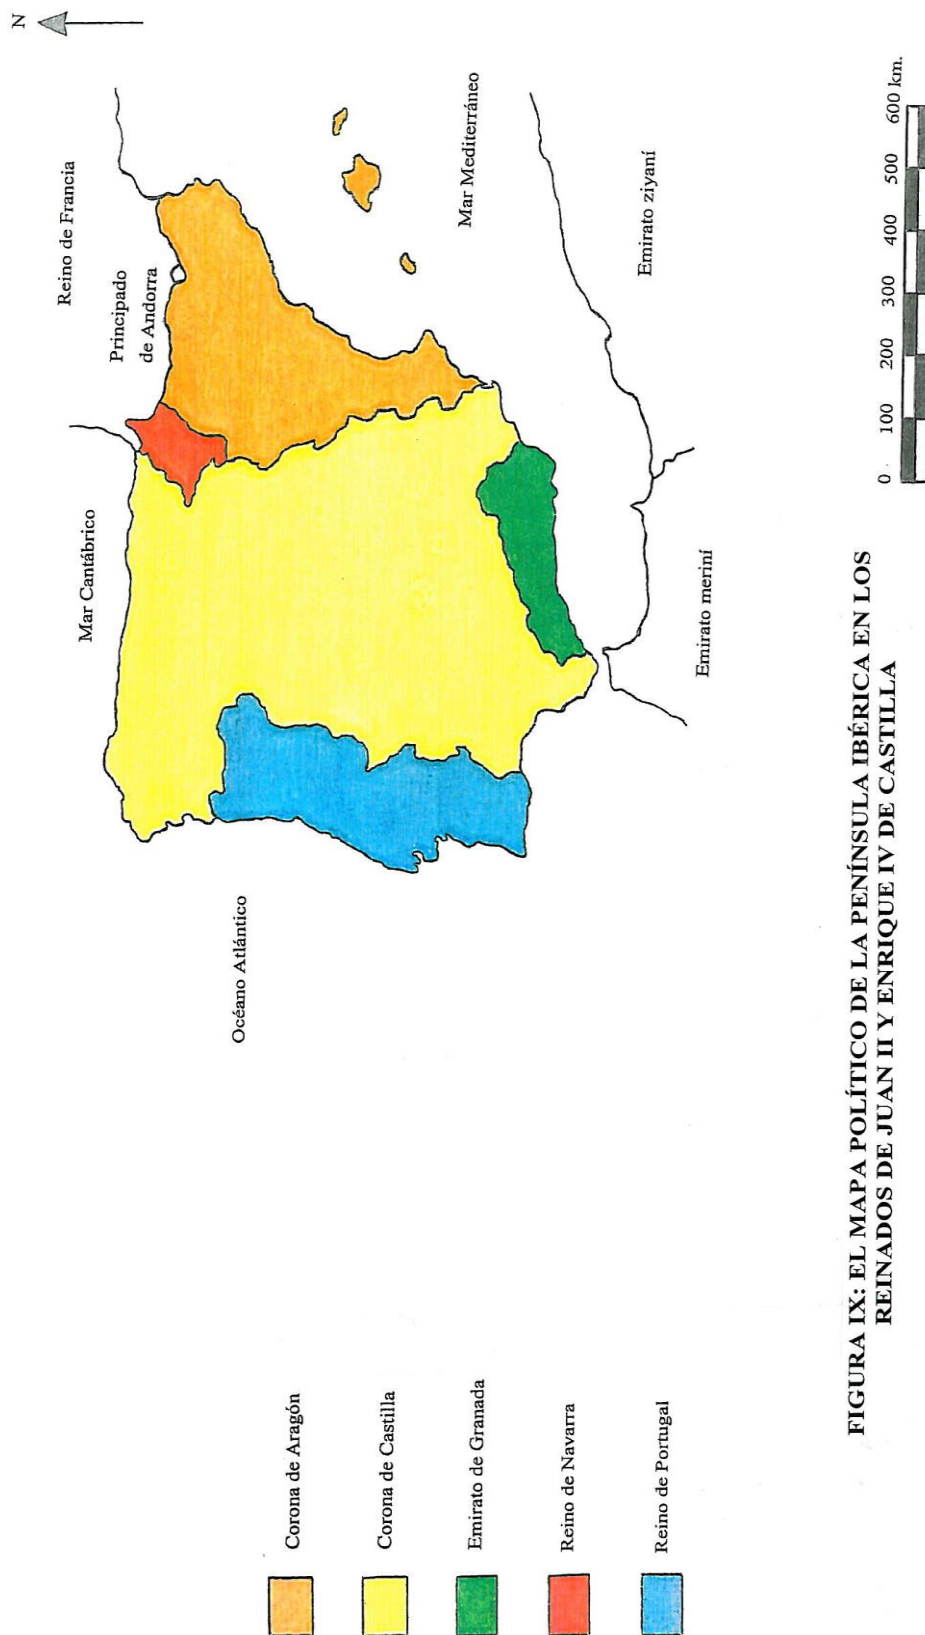 N
Reino de Francia
Principado
de Andorra
Mar Cantábrico
Océano Atlántico
Mar Mediterráneo
Emirato ziyaní
Emirato meriní
Corona de Aragón
Corona de Castilla
Emirato de Granada
Reino de Navarra
Reino de Portugal
0 100 200 300 400 500 600 km.
FIGURA IX: EL MAPA POLÍTICO DE LA PENÍNSULA IBÉRICA EN LOS
REINADOS DE JUAN II Y ENRIQUE IV DE CASTILLA